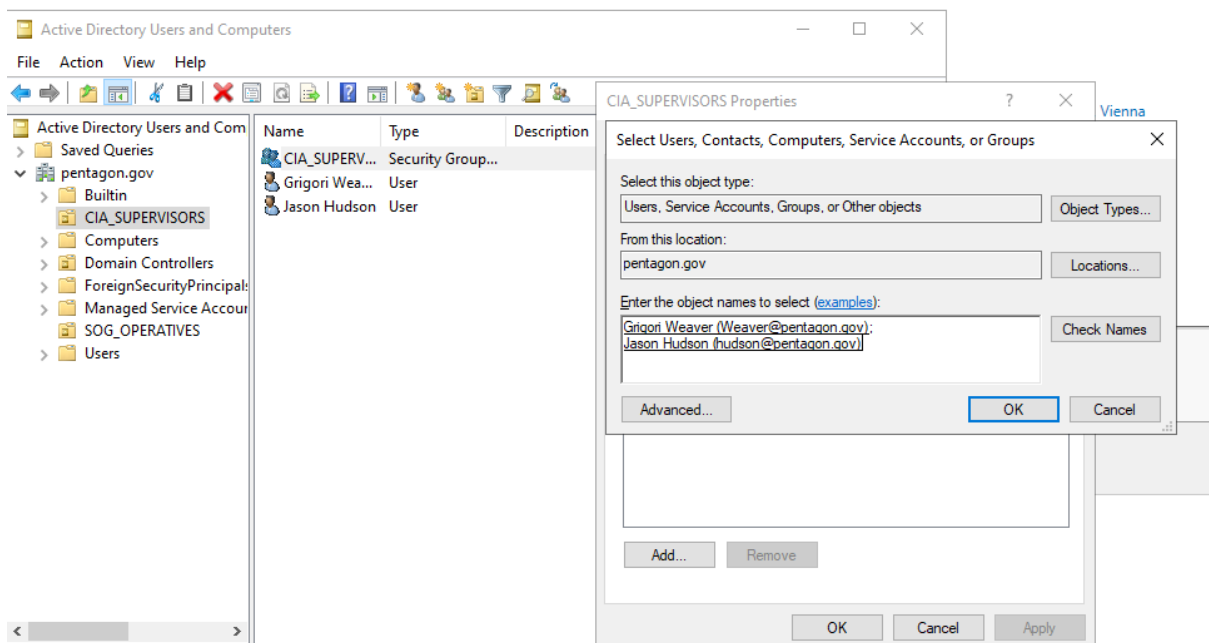 Active Directory Users and Computers
File Action View Help
Active Directory Users and Com
Saved Queries
pentagon.gov
Builtin
CIA_SUPERVISORS
Computers
Domain Controllers
ForeignSecurityPrincipals
Managed Service Accour
SOG_OPERATIVES
Users
Name Type Description
CIA_SUPERV... Security Group...
Grigori Wea... User
Jason Hudson User
CIA_SUPERVISORS Properties
Vienna
Select Users, Contacts, Computers, Service Accounts, or Groups
Select this object type:
Users, Service Accounts, Groups, or Other objects
Object Types...
From this location:
pentagon.gov
Locations...
Enter the object names to select (examples):
Grigori Weaver (Weaver@pentagon.gov);
Jason Hudson (hudson@pentagon.gov)
Check Names
Advanced...
OK
Cancel
Add...
Remove
OK
Cancel
Apply